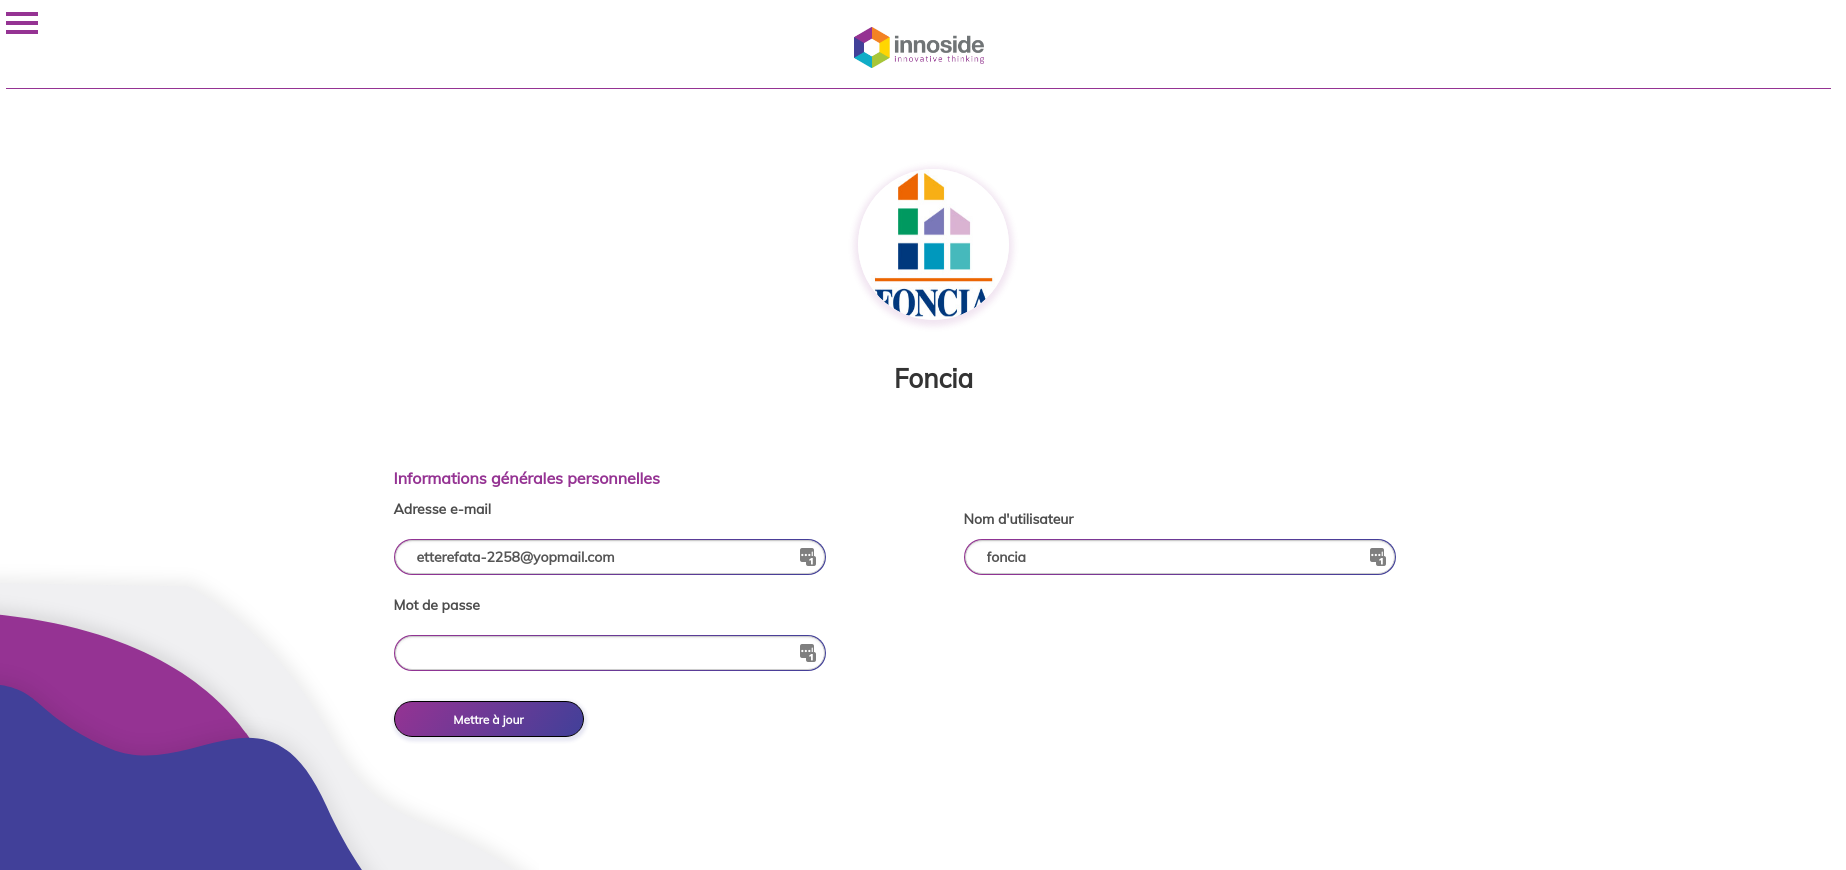 innoside
innovative thinking
FONCIA
Foncia
Informations générales personnelles
Adresse e-mail
Nom d'utilisateur
etterefata-2258@yopmail.com
foncia
Mot de passe
Mettre à jour